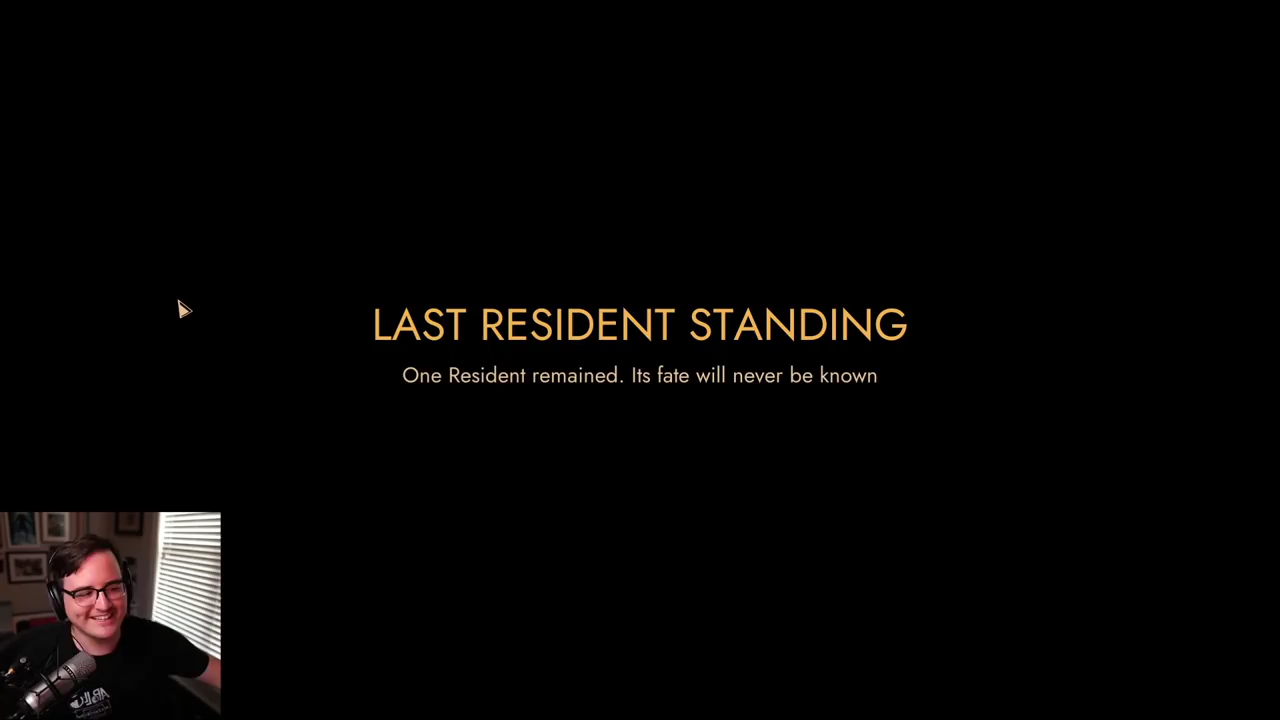 LAST RESIDENT STANDING
One Resident remained. Its fate will never be known